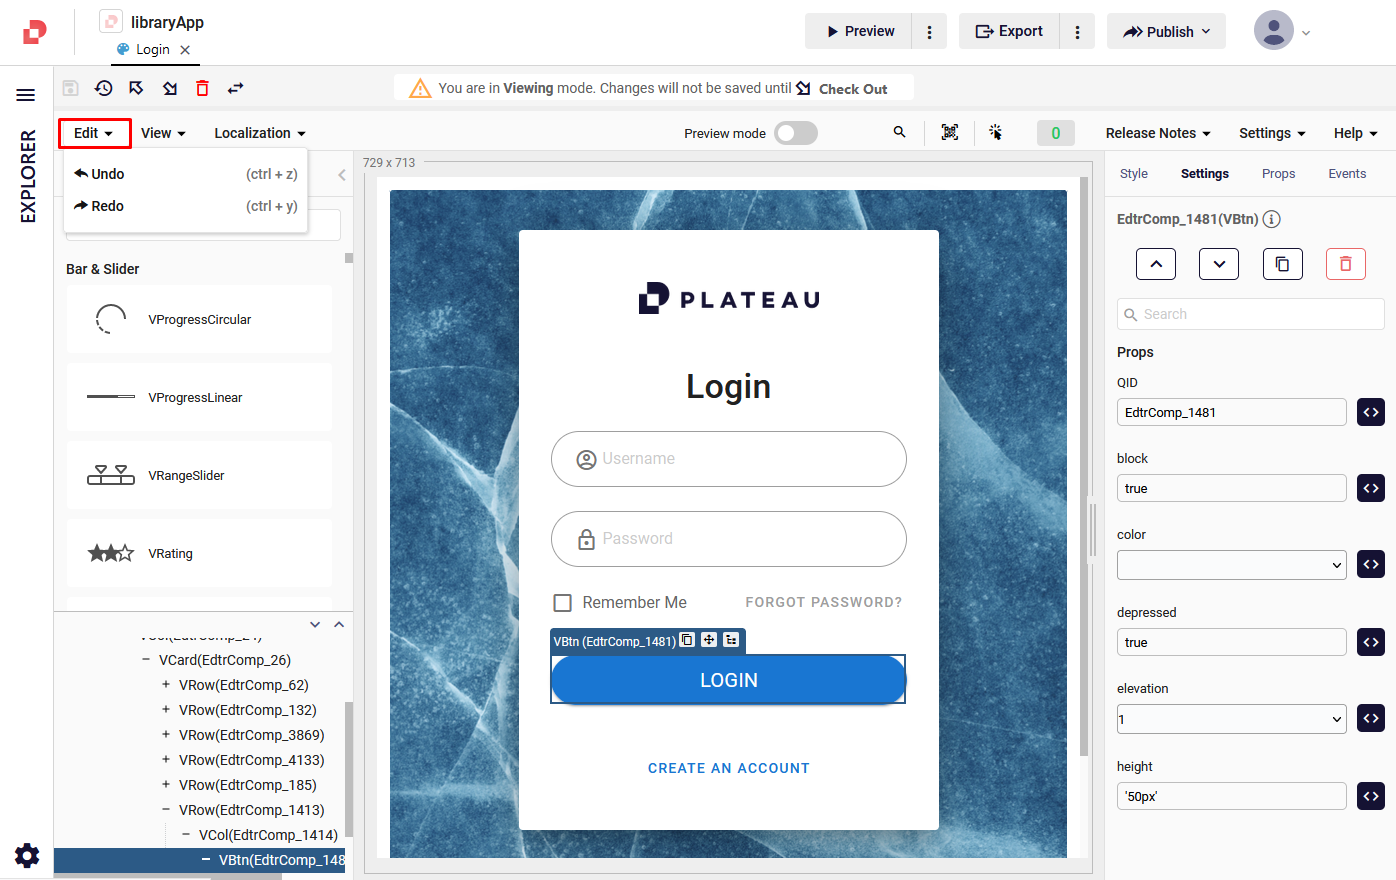 libraryApp
Login
Preview
Export
Publish
You are in Viewing mode. Changes will not be saved until Check Out
EXPLORER
Edit
View
Localization
Preview mode
0
Release Notes
Settings
Help
Undo (ctrl + z)
Redo (ctrl + y)
Bar & Slider
VProgressCircular
VProgressLinear
VRangeSlider
VRating
VCard(EdtrComp_26)
VRow(EdtrComp_62)
VRow(EdtrComp_132)
VRow(EdtrComp_3869)
VRow(EdtrComp_4133)
VRow(EdtrComp_185)
VRow(EdtrComp_1413)
VCol(EdtrComp_1414)
VBtn(EdtrComp_148
729 x 713
PLATEAU
Login
Username
Password
Remember Me
FORGOT PASSWORD?
VBtn (EdtrComp_1481)
LOGIN
CREATE AN ACCOUNT
Style
Settings
Props
Events
EdtrComp_1481(VBtn)
Search
Props
QID
EdtrComp_1481
block
true
color
depressed
true
elevation
1
height
'50px'